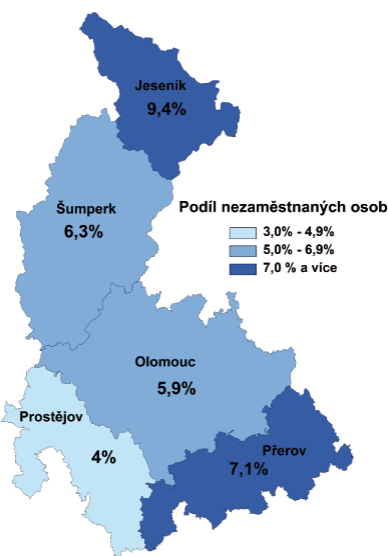 Jeseník
9,4%
Šumperk
6,3%
Podíl nezaměstnaných osob
3,0% - 4,9%
5,0% - 6,9%
7,0 % a více
Olomouc
5,9%
Prostějov
4%
Přerov
7,1%